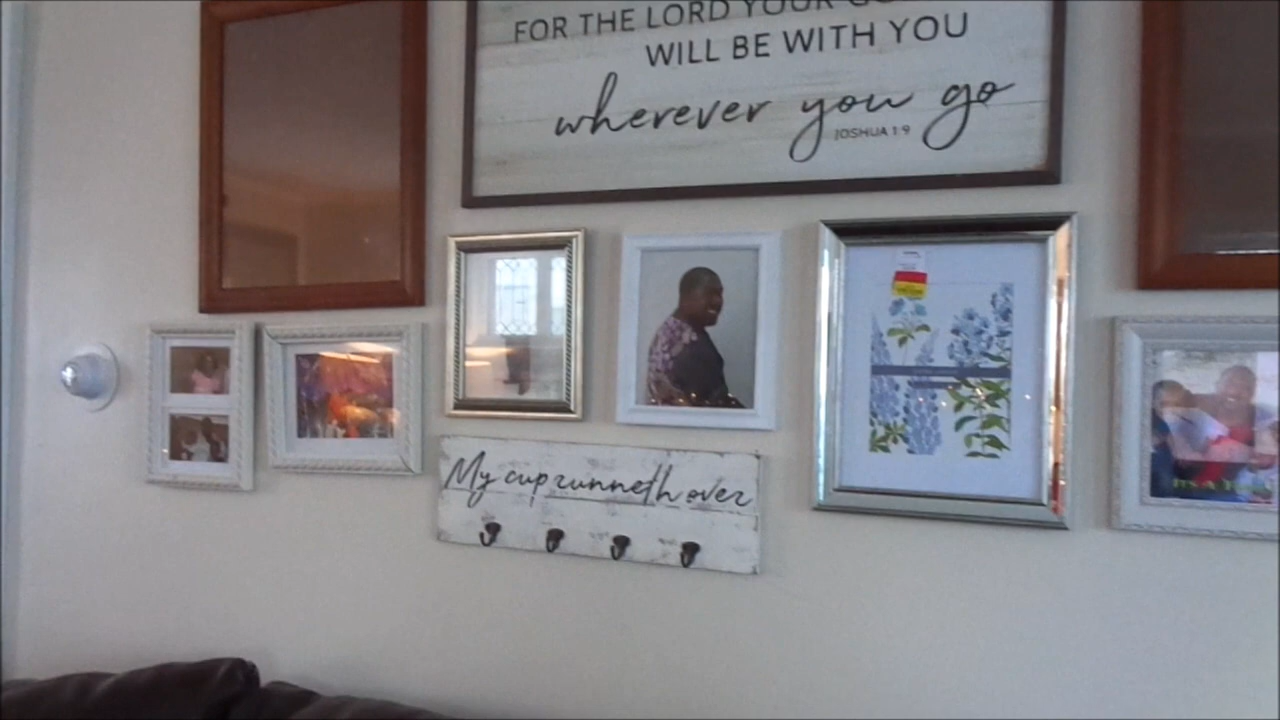 FOR THE LORD YOUR
WILL BE WITH YOU
wherever you go
JOSHUA 1:9
My cup runneth over